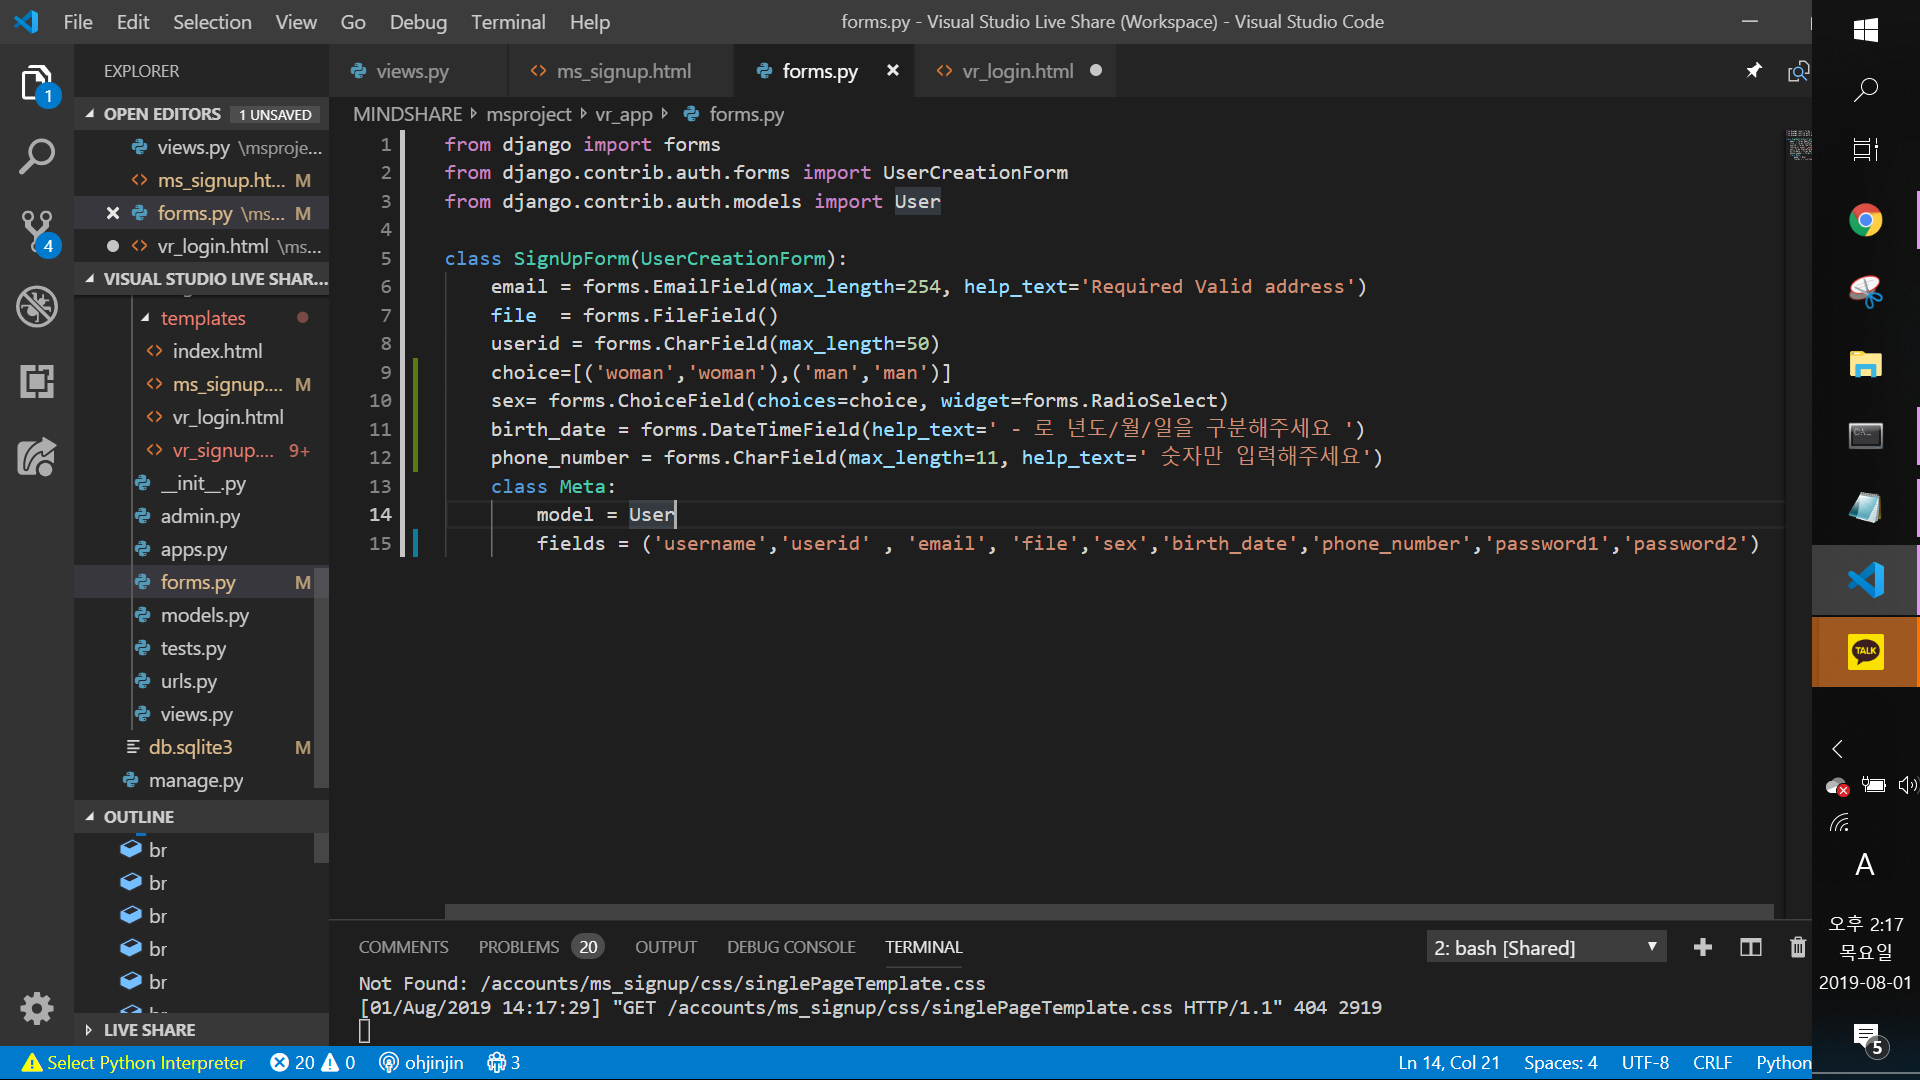 File Edit Selection View Go Debug Terminal Help
forms.py - Visual Studio Live Share (Workspace) - Visual Studio Code
EXPLORER
OPEN EDITORS 1 UNSAVED
views.py \msproje...
ms_signup.ht... M
forms.py \ms... M
vr_login.html \ms...
VISUAL STUDIO LIVE SHAR...
templates
index.html
ms_signup.... M
vr_login.html
vr_signup.... 9+
__init__.py
admin.py
apps.py
forms.py M
models.py
tests.py
urls.py
views.py
db.sqlite3 M
manage.py
OUTLINE
br
br
br
br
br
LIVE SHARE
1
4
views.py ms_signup.html forms.py vr_login.html
MINDSHARE msproject vr_app forms.py
1 from django import forms
2 from django.contrib.auth.forms import UserCreationForm
3 from django.contrib.auth.models import User
4
5 class SignUpForm(UserCreationForm):
6 email = forms.EmailField(max_length=254, help_text='Required Valid address')
7 file  = forms.FileField()
8 userid = forms.CharField(max_length=50)
9 choice=[('woman','woman'),('man','man')]
10 sex= forms.ChoiceField(choices=choice, widget=forms.RadioSelect)
11 birth_date = forms.DateTimeField(help_text=' - 로 년도/월/일을 구분해주세요 ')
12 phone_number = forms.CharField(max_length=11, help_text=' 숫자만 입력해주세요')
13 class Meta:
14 model = User
15 fields = ('username','userid' , 'email', 'file','sex','birth_date','phone_number','password1','password2')
COMMENTS PROBLEMS 20 OUTPUT DEBUG CONSOLE TERMINAL
2: bash [Shared]
Not Found: /accounts/ms_signup/css/singlePageTemplate.css
[01/Aug/2019 14:17:29] "GET /accounts/ms_signup/css/singlePageTemplate.css HTTP/1.1" 404 2919
Select Python Interpreter 20 0 ohjinjin 3
Ln 14, Col 21 Spaces: 4 UTF-8 CRLF Python
TALK
A
오후 2:17
목요일
2019-08-01
5